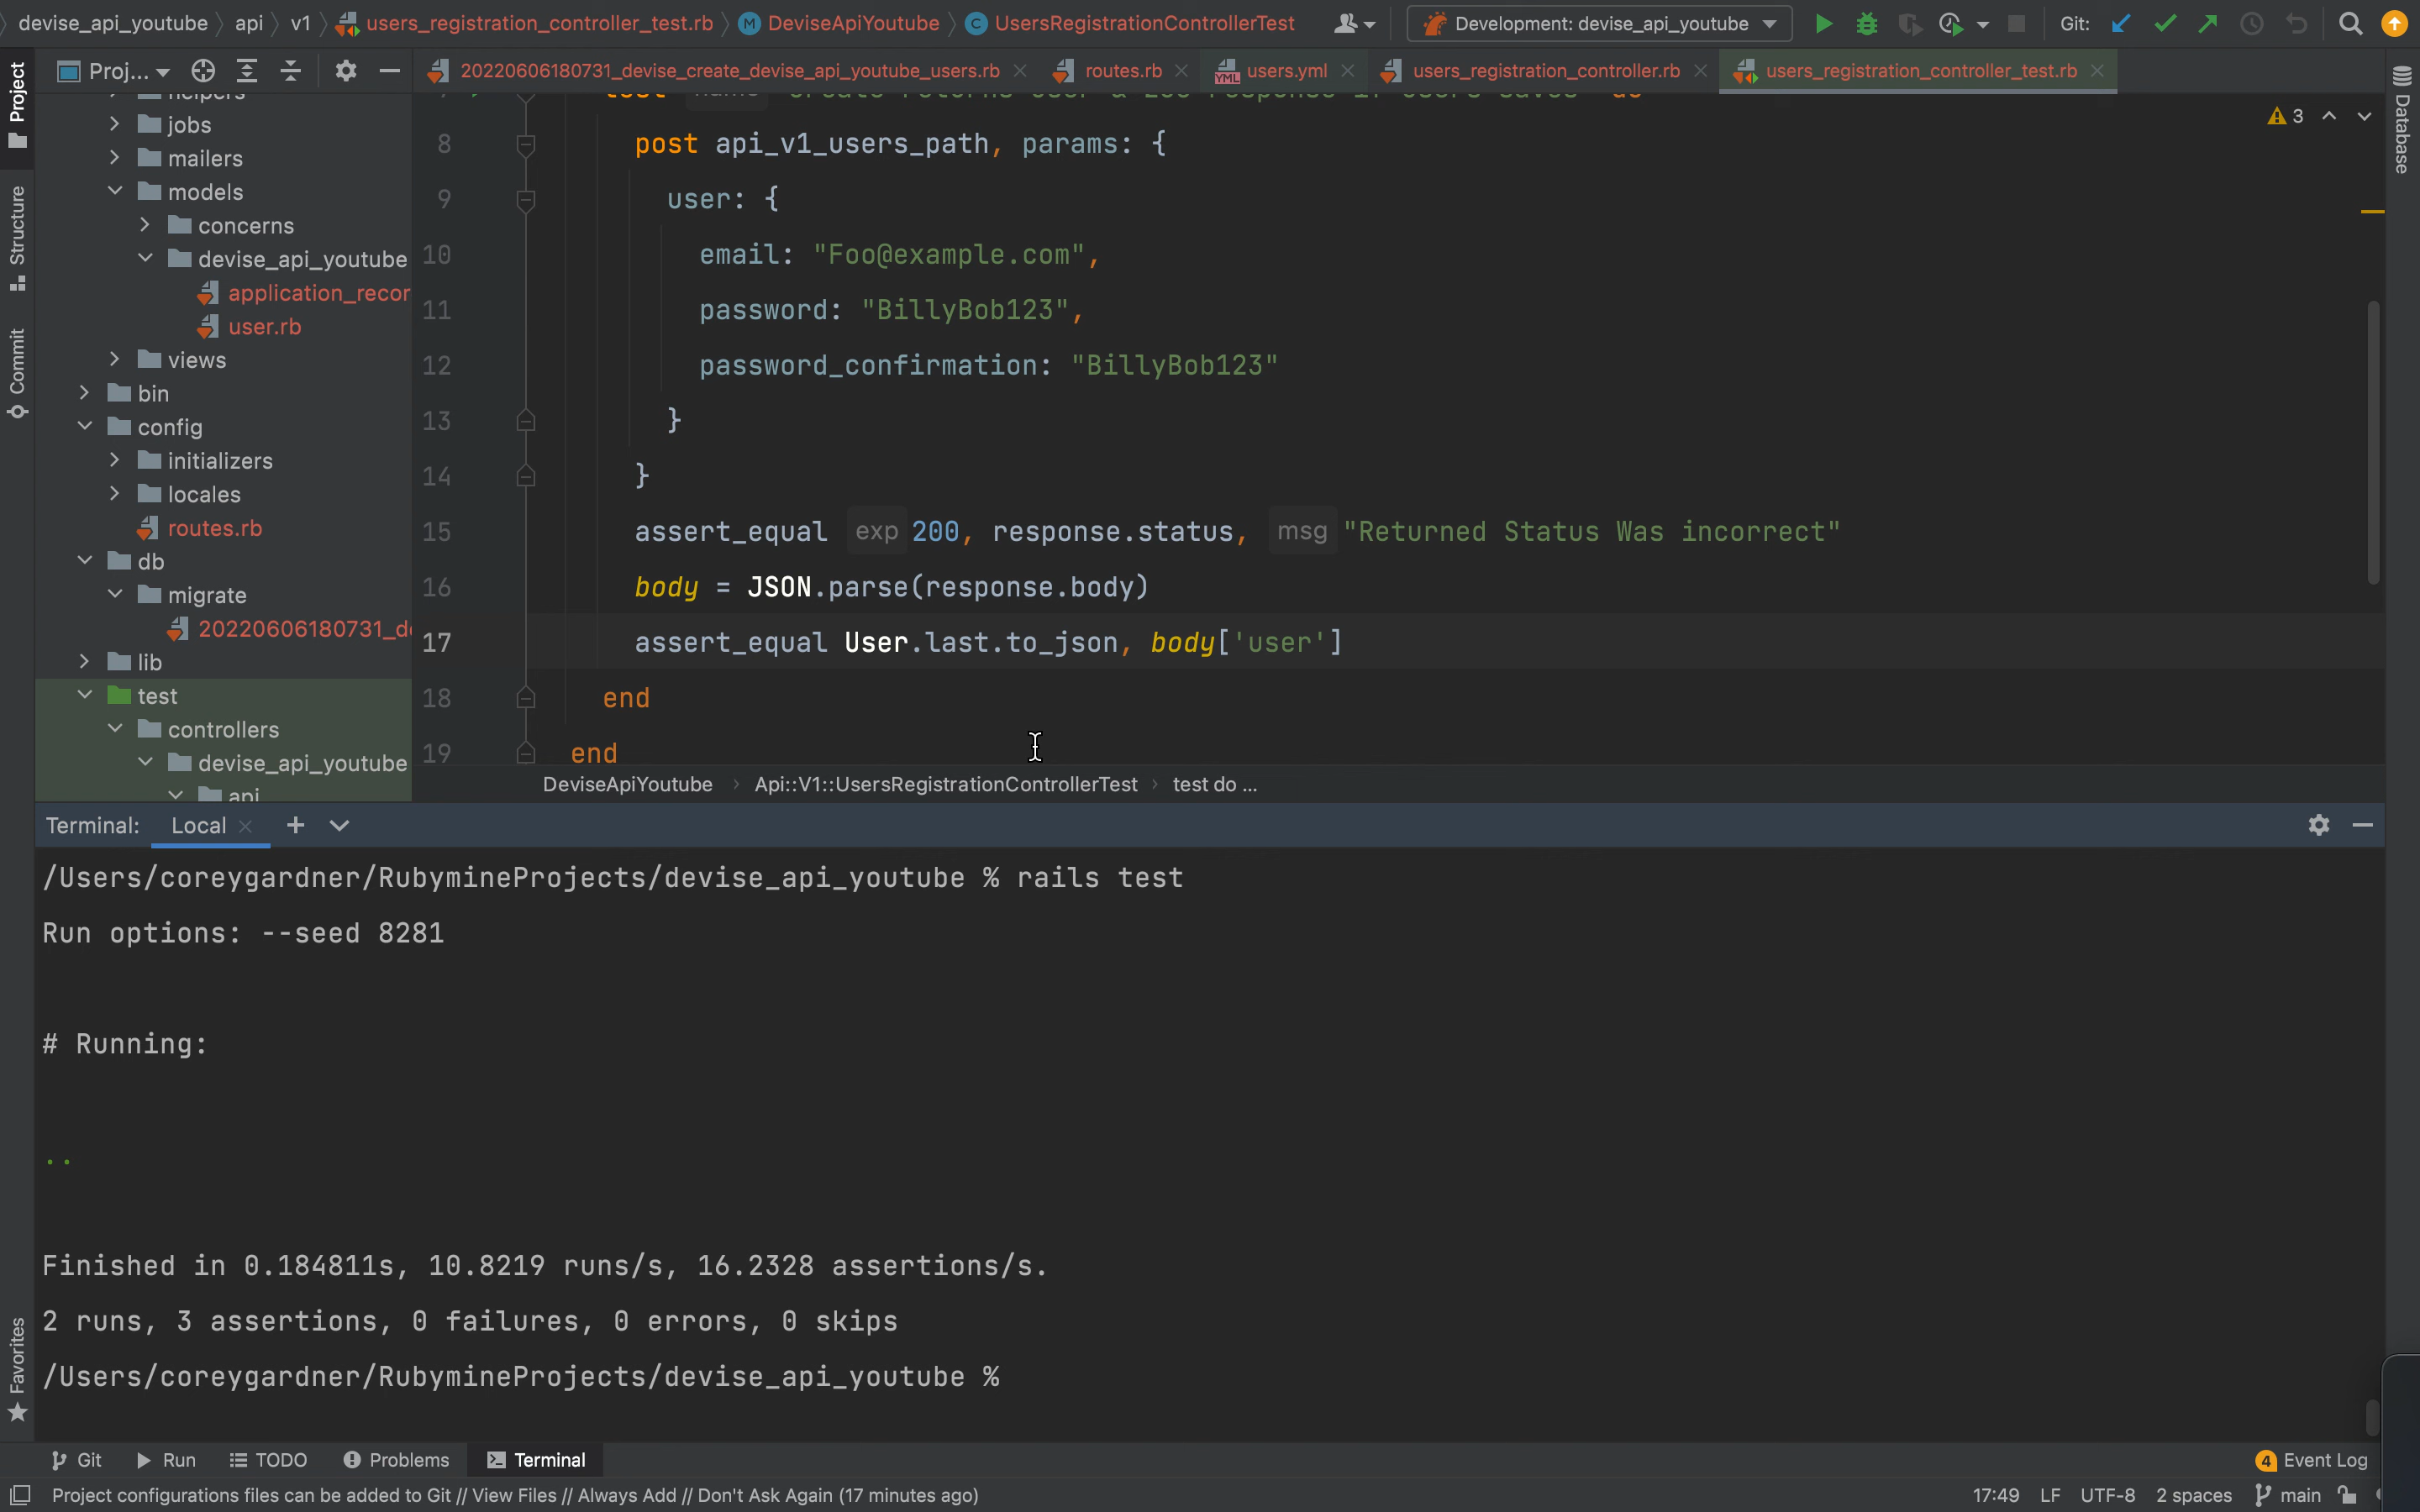 devise_api_youtube api v1 users_registration_controller_test.rb M DeviseApiYoutube C UsersRegistrationControllerTest Development: devise_api_youtube Git:
Project
Structure
Commit
Favorites
Database
Proj...
20220606180731_devise_create_devise_api_youtube_users.rb routes.rb YML users.yml users_registration_controller.rb users_registration_controller_test.rb
helpers
jobs
mailers
models
concerns
devise_api_youtube
application_recor
user.rb
views
bin
config
initializers
locales
routes.rb
db
migrate
20220606180731_d
lib
test
controllers
devise_api_youtube
api
3
8 post api_v1_users_path, params: {
9 user: {
10 email: "Foo@example.com",
11 password: "BillyBob123",
12 password_confirmation: "BillyBob123"
13 }
14 }
15 assert_equal exp 200, response.status, msg "Returned Status Was incorrect"
16 body = JSON.parse(response.body)
17 assert_equal User.last.to_json, body['user']
18 end
19 end
DeviseApiYoutube Api::V1::UsersRegistrationControllerTest test do ...
Terminal: Local
/Users/coreygardner/RubymineProjects/devise_api_youtube % rails test
Run options: --seed 8281
# Running:
..
Finished in 0.184811s, 10.8219 runs/s, 16.2328 assertions/s.
2 runs, 3 assertions, 0 failures, 0 errors, 0 skips
/Users/coreygardner/RubymineProjects/devise_api_youtube %
Git Run TODO Problems Terminal 4 Event Log
Project configurations files can be added to Git // View Files // Always Add // Don't Ask Again (17 minutes ago) 17:49 LF UTF-8 2 spaces main